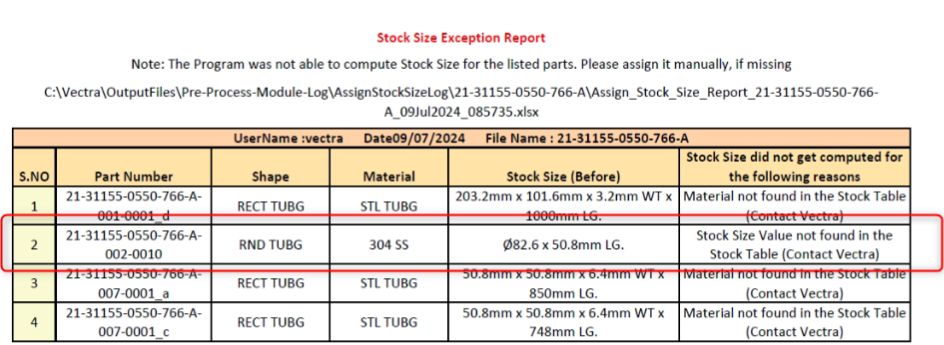 Stock Size Exception Report
Note: The Program was not able to compute Stock Size for the listed parts. Please assign it manually, if missing
C:\Vectra\OutputFiles\Pre-Process-Module-Log\AssignStockSizeLog\21-31155-0550-766-A\Assign_Stock_Size_Report_21-31155-0550-766-
A_09Jul2024_085735.xlsx
UserName :vectra Date09/07/2024 File Name : 21-31155-0550-766-A
S.NO Part Number Shape Material Stock Size (Before) Stock Size did not get computed for
the following reasons
1 21-31155-0550-766-A- RECT TUBG STL TUBG 203.2mm x 101.6mm x 3.2mm WT x Material not found in the Stock Table
001-0001_d 1000mm LG. (Contact Vectra)
2 21-31155-0550-766-A- RND TUBG 304 SS Ø82.6 x 50.8mm LG. Stock Size Value not found in the
002-0010 Stock Table (Contact Vectra)
3 21-31155-0550-766-A- RECT TUBG STL TUBG 50.8mm x 50.8mm x 6.4mm WT x Material not found in the Stock Table
007-0001_a 850mm LG. (Contact Vectra)
4 21-31155-0550-766-A- RECT TUBG STL TUBG 50.8mm x 50.8mm x 6.4mm WT x Material not found in the Stock Table
007-0001_c 748mm LG. (Contact Vectra)